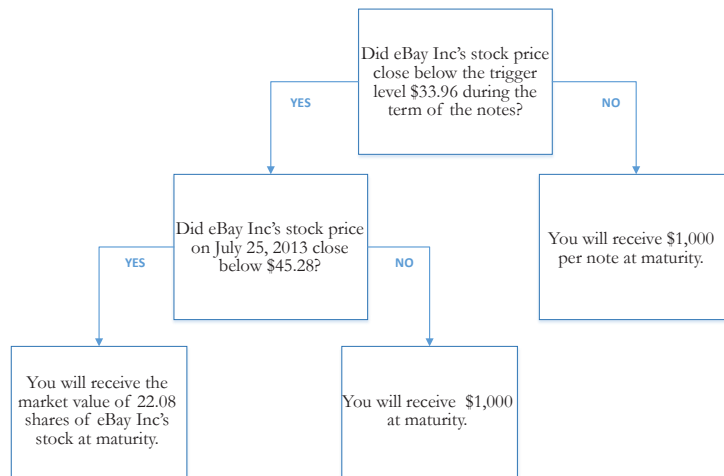 Did eBay Inc's stock price
close below the trigger
level $33.96 during the
term of the notes?
YES
NO
Did eBay Inc's stock price
on July 25, 2013 close
below $45.28?
You will receive $1,000
per note at maturity.
YES
NO
You will receive the
market value of 22.08
shares of eBay Inc's
stock at maturity.
You will receive $1,000
at maturity.